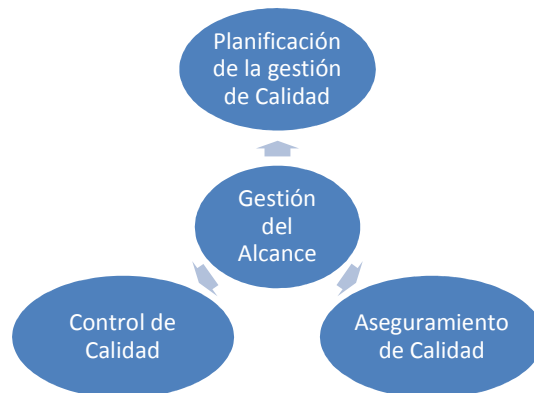 Planificación
de la gestión
de Calidad
Gestión
del
Alcance
Control de
Calidad
Aseguramiento
de Calidad